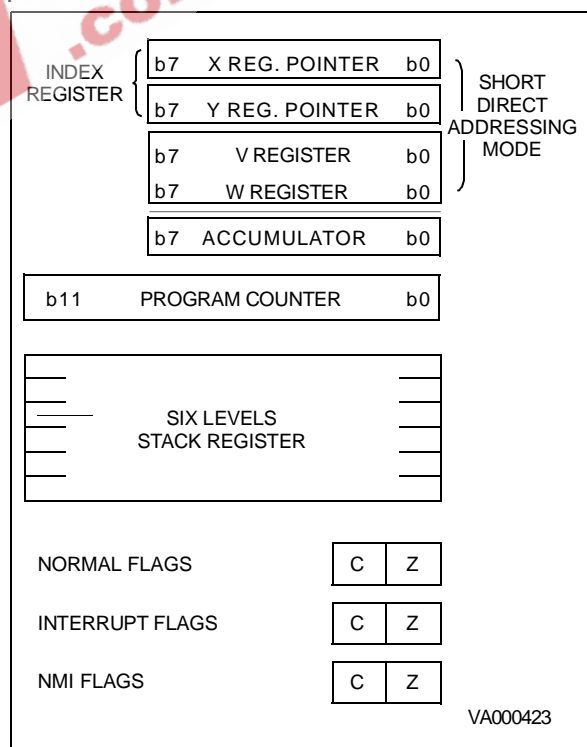 .co
INDEX
REGISTER
b7 X REG. POINTER b0
b7 Y REG. POINTER b0
b7 V REGISTER b0
b7 W REGISTER b0
SHORT
DIRECT
ADDRESSING
MODE
b7 ACCUMULATOR b0
b11 PROGRAM COUNTER b0
SIX LEVELS
STACK REGISTER
NORMAL FLAGS C Z
INTERRUPT FLAGS C Z
NMI FLAGS C Z
VA000423